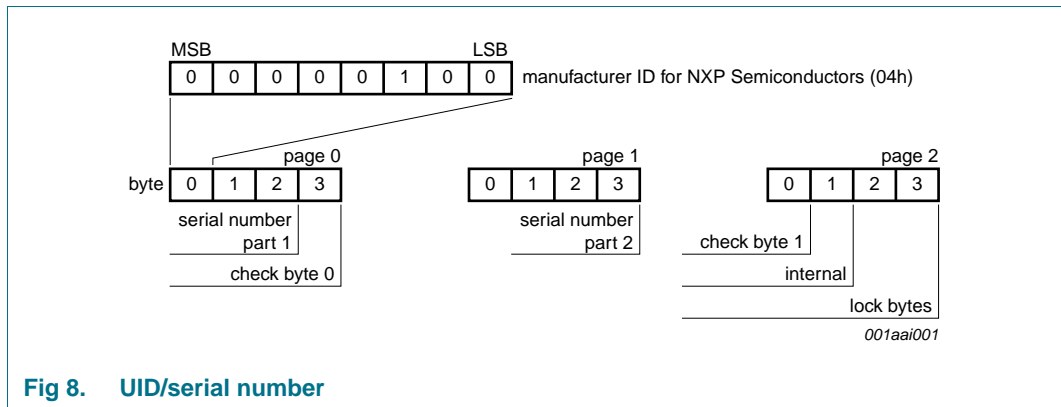 MSB LSB
0 0 0 0 0 1 0 0 manufacturer ID for NXP Semiconductors (04h)
page 0 page 1 page 2
byte 0 1 2 3 0 1 2 3 0 1 2 3
serial number
part 1
check byte 0
serial number
part 2
check byte 1
internal
lock bytes
001aai001
Fig 8. UID/serial number